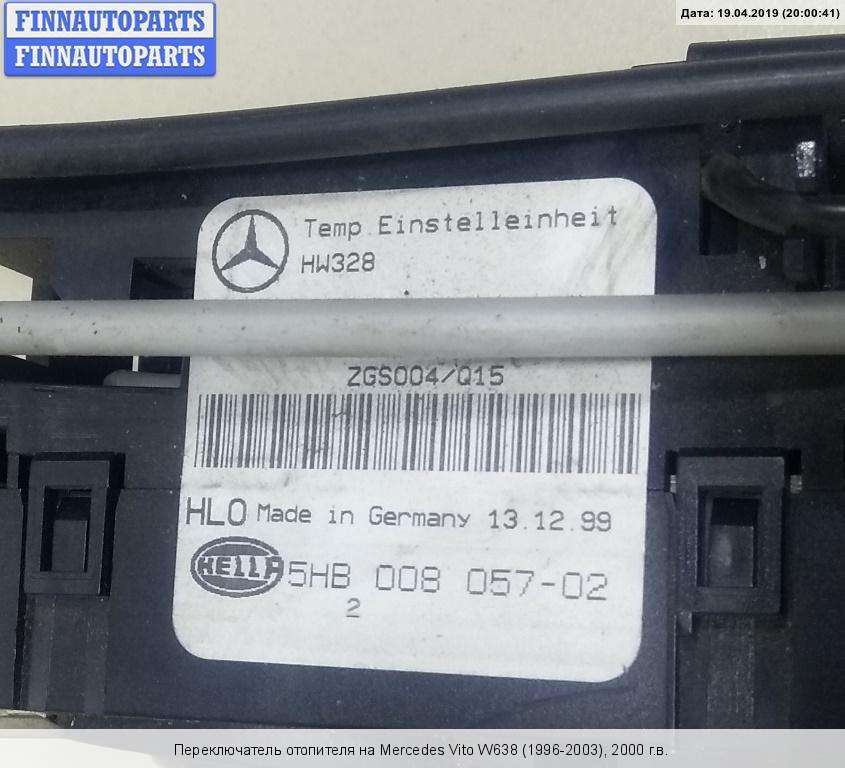 FINNAUTOPARTS
FINNAUTOPARTS
Дата: 19.04.2019 (20:00:41)
Temp. Einstelleinheit
HW328
ZGS004/Q15
HLO Made in Germany 13.12.99
HELLA 5HB 008 057-02
2
Переключатель отопителя на Mercedes Vito W638 (1996-2003), 2000 г.в.